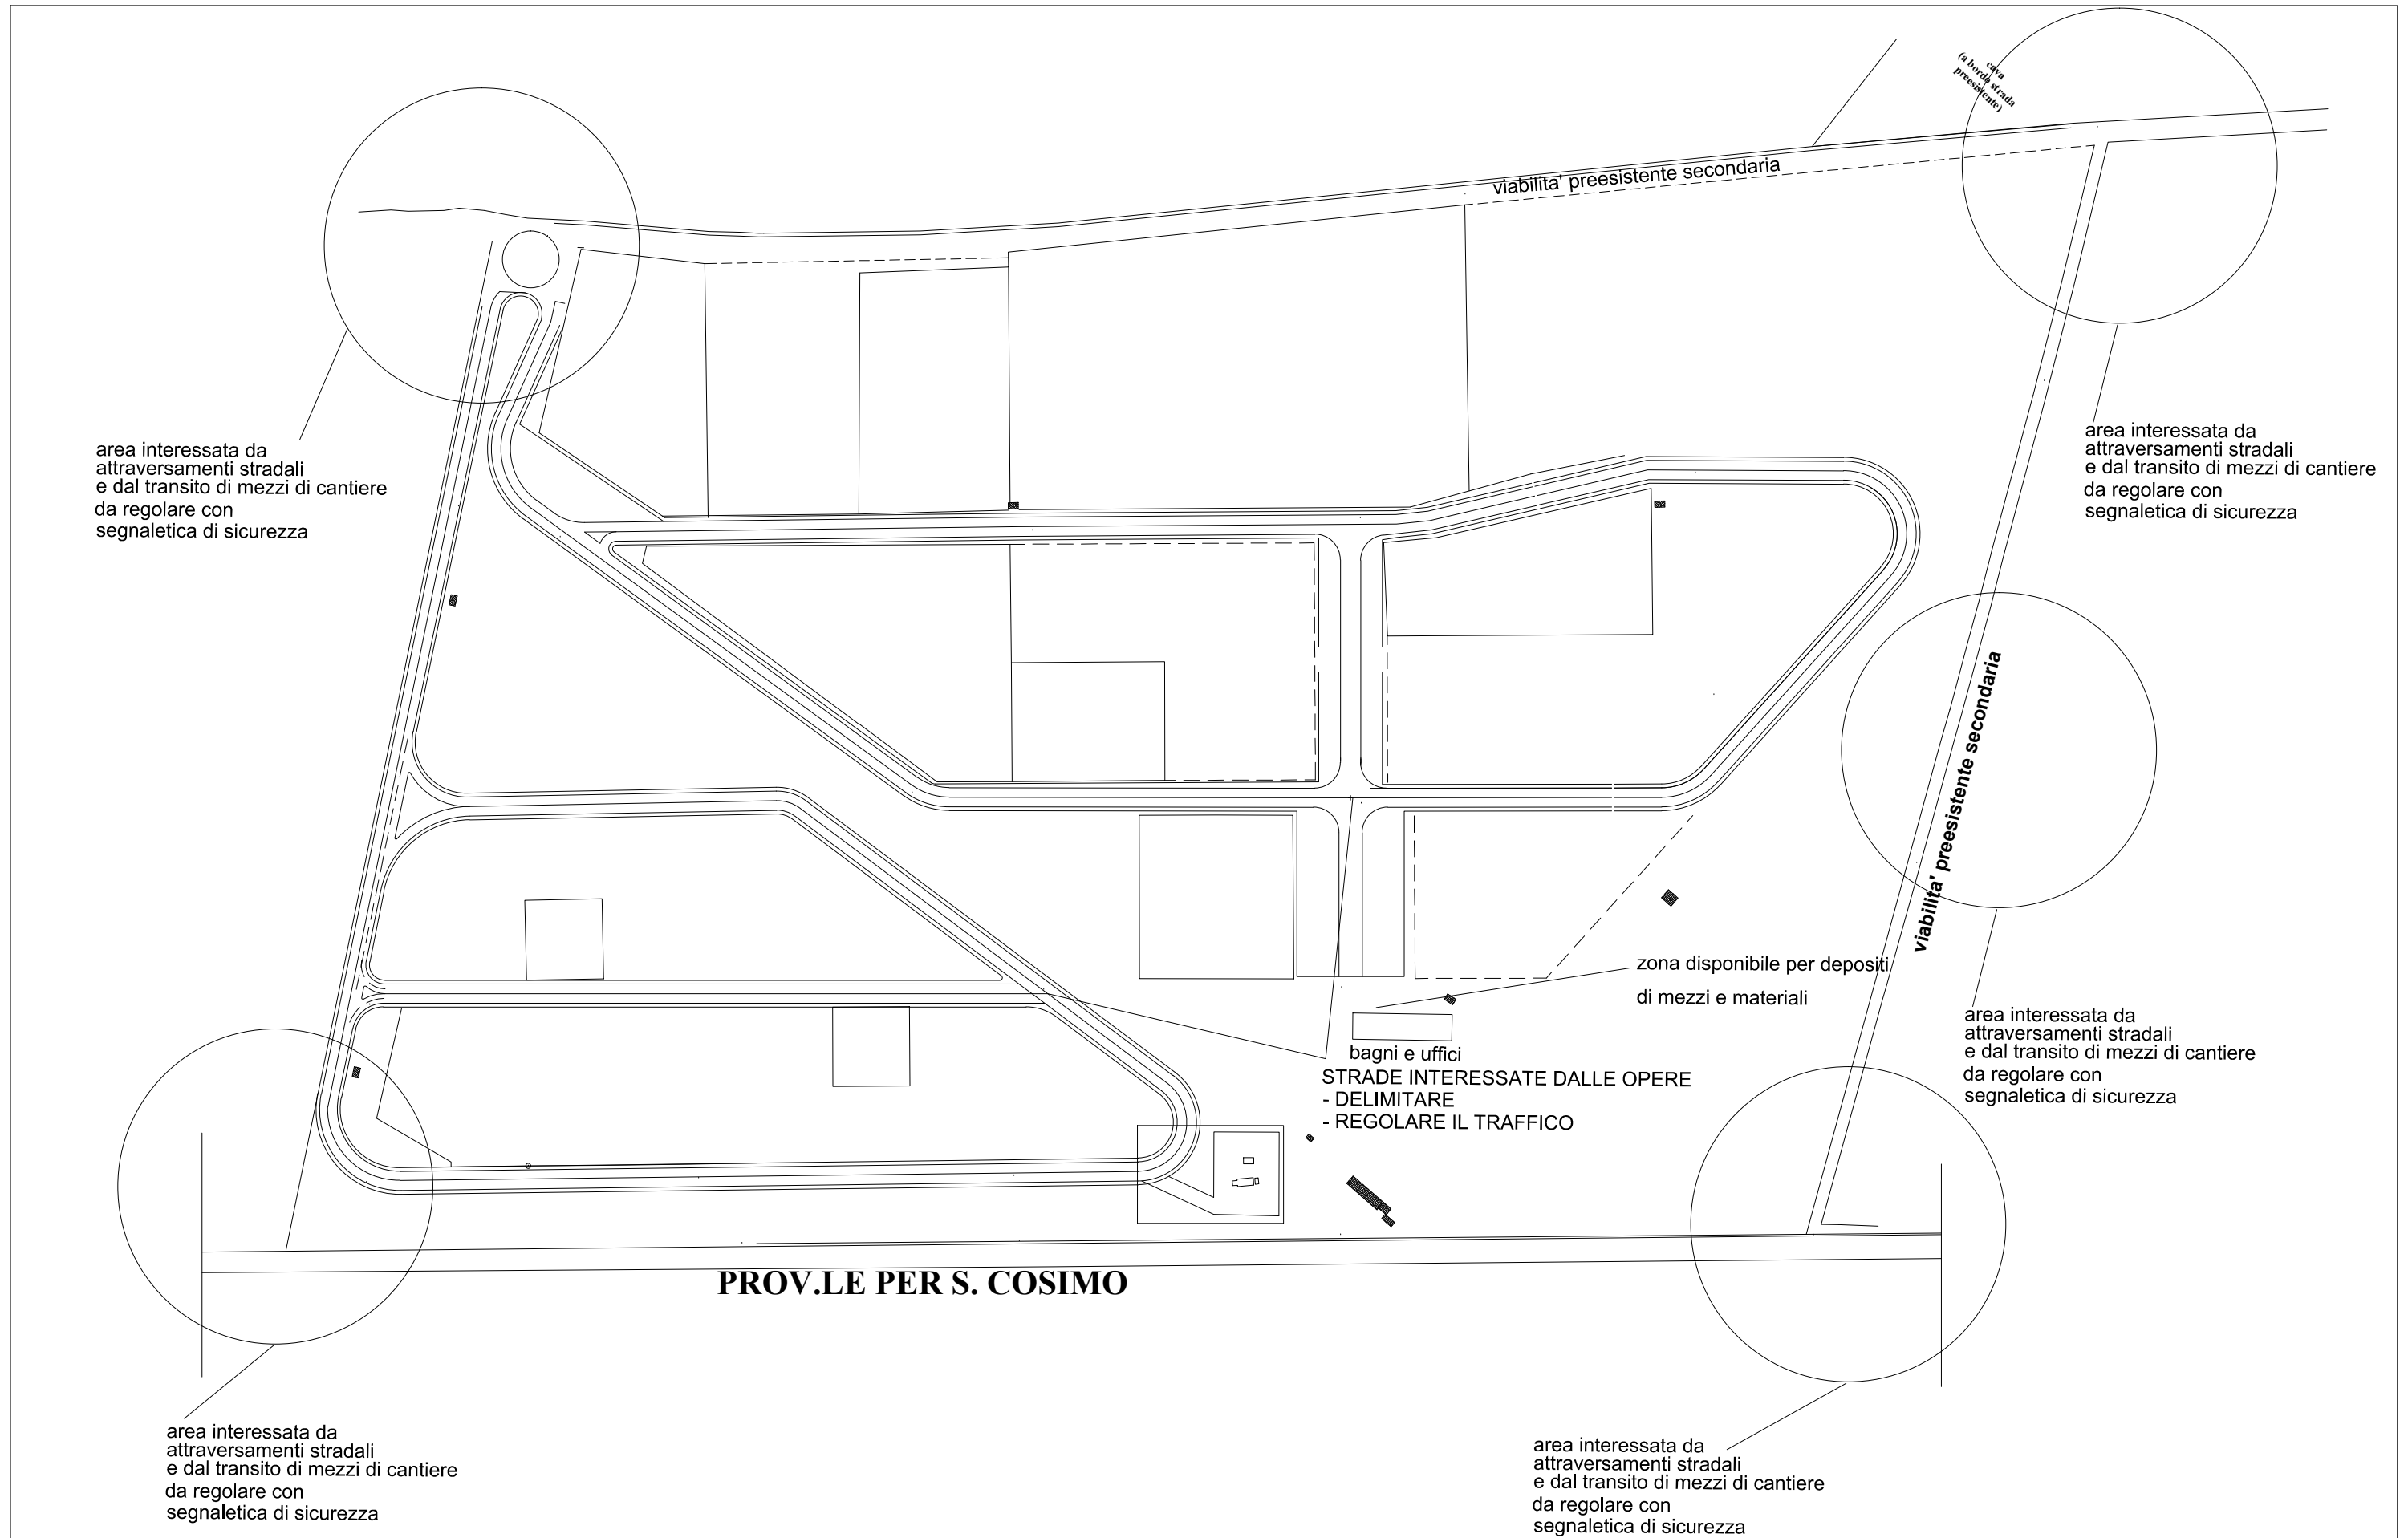 cava
(a bordo strada
preesistente)
viabilita' preesistente secondaria
area interessata da
attraversamenti stradali
e dal transito di mezzi di cantiere
da regolare con
segnaletica di sicurezza
area interessata da
attraversamenti stradali
e dal transito di mezzi di cantiere
da regolare con
segnaletica di sicurezza
viabilita' preesistente secondaria
zona disponibile per depositi
di mezzi e materiali
bagni e uffici
STRADE INTERESSATE DALLE OPERE
- DELIMITARE
- REGOLARE IL TRAFFICO
area interessata da
attraversamenti stradali
e dal transito di mezzi di cantiere
da regolare con
segnaletica di sicurezza
PROV.LE PER S. COSIMO
area interessata da
attraversamenti stradali
e dal transito di mezzi di cantiere
da regolare con
segnaletica di sicurezza
area interessata da
attraversamenti stradali
e dal transito di mezzi di cantiere
da regolare con
segnaletica di sicurezza